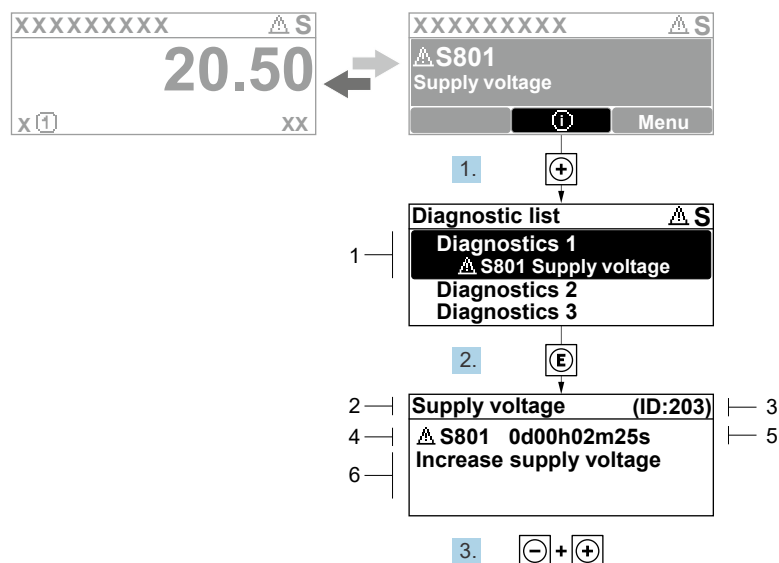 XXXXXXXXX ⚠ S
20.50
x 1 xx
XXXXXXXXX ⚠ S
⚠ S801
Supply voltage
i Menu
1. +
Diagnostic list ⚠ S
1 Diagnostics 1
⚠ S801 Supply voltage
Diagnostics 2
Diagnostics 3
2. E
2 Supply voltage (ID:203) 3
4 ⚠ S801 0d00h02m25s 5
6 Increase supply voltage
3. - + +